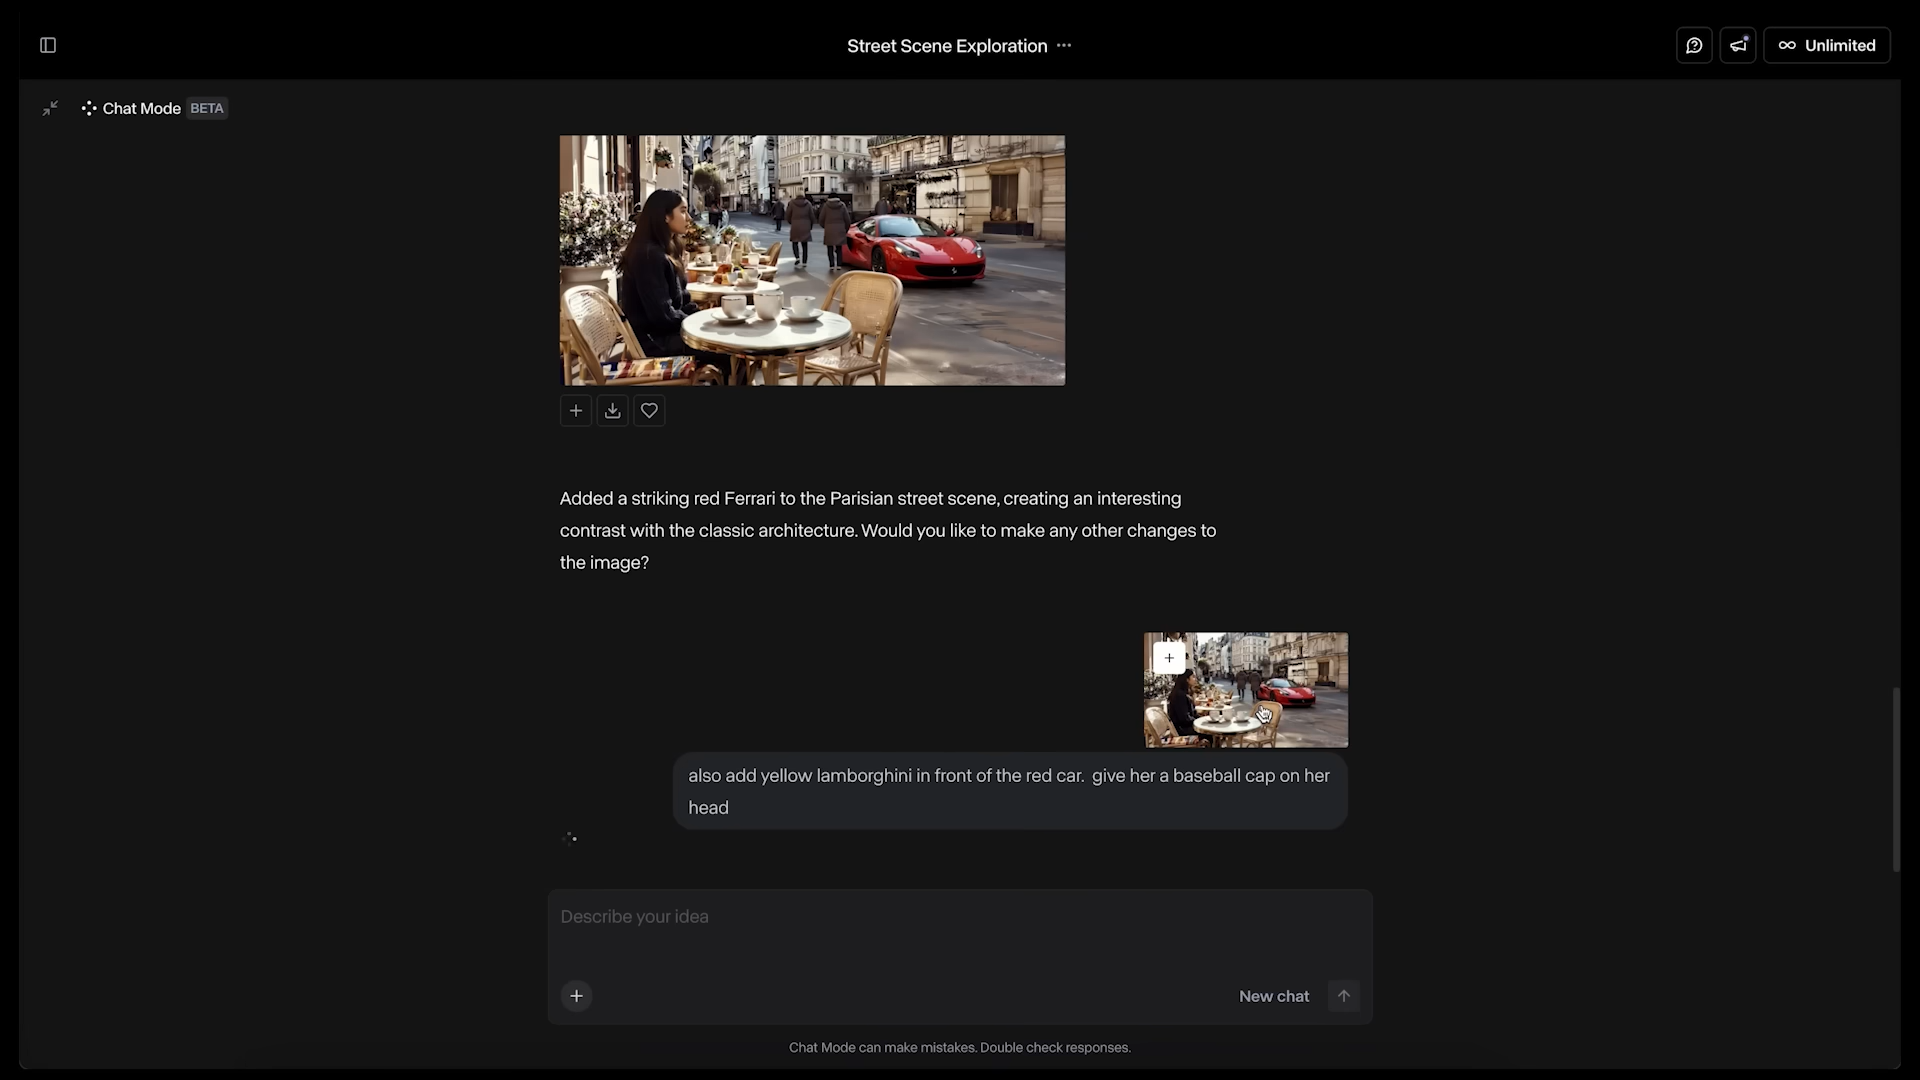 Street Scene Exploration
Unlimited
Chat Mode BETA
Added a striking red Ferrari to the Parisian street scene, creating an interesting
contrast with the classic architecture. Would you like to make any other changes to
the image?
also add yellow lamborghini in front of the red car.  give her a baseball cap on her
head
Describe your idea
New chat
Chat Mode can make mistakes. Double check responses.